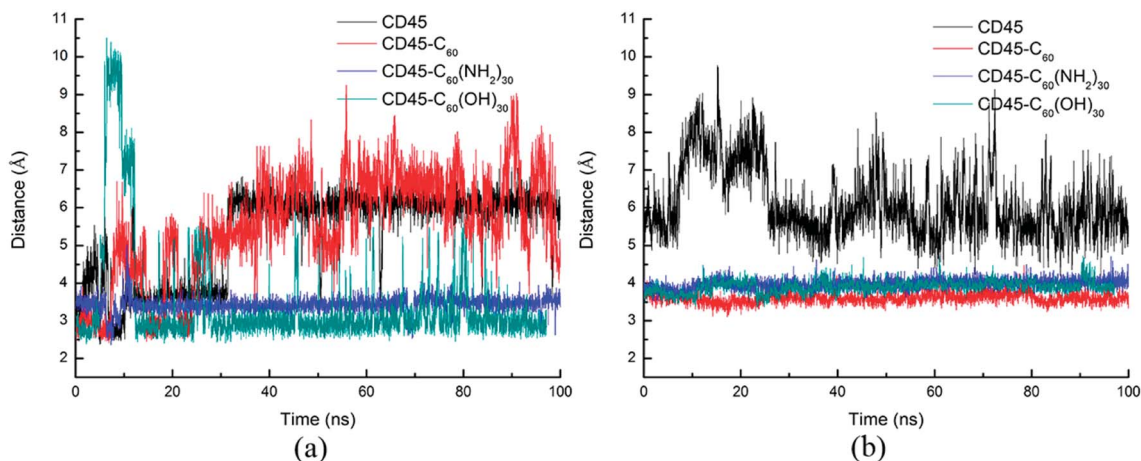 11
10
9
8
7
6
5
4
3
2
Distance (Å)
0 20 40 60 80 100
Time (ns)
CD45
CD45-C₆₀
CD45-C₆₀(NH₂)₃₀
CD45-C₆₀(OH)₃₀
(a)
11
10
9
8
7
6
5
4
3
2
Distance (Å)
0 20 40 60 80 100
Time (ns)
CD45
CD45-C₆₀
CD45-C₆₀(NH₂)₃₀
CD45-C₆₀(OH)₃₀
(b)